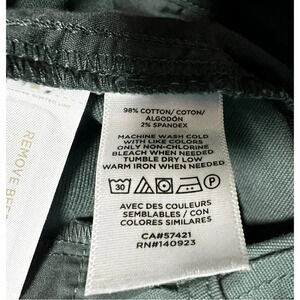 98% COTTON/ COTON/
ALGODÓN
2% SPANDEX
MACHINE WASH COLD
WITH LIKE COLORS
ONLY NON-CHLORINE
BLEACH WHEN NEEDED
TUMBLE DRY LOW
WARM IRON WHEN NEEDED
30 P
AVEC DES COULEURS
SEMBLABLES / CON
COLORES SIMILARES
CA#57421
RN#140923
REMOVE